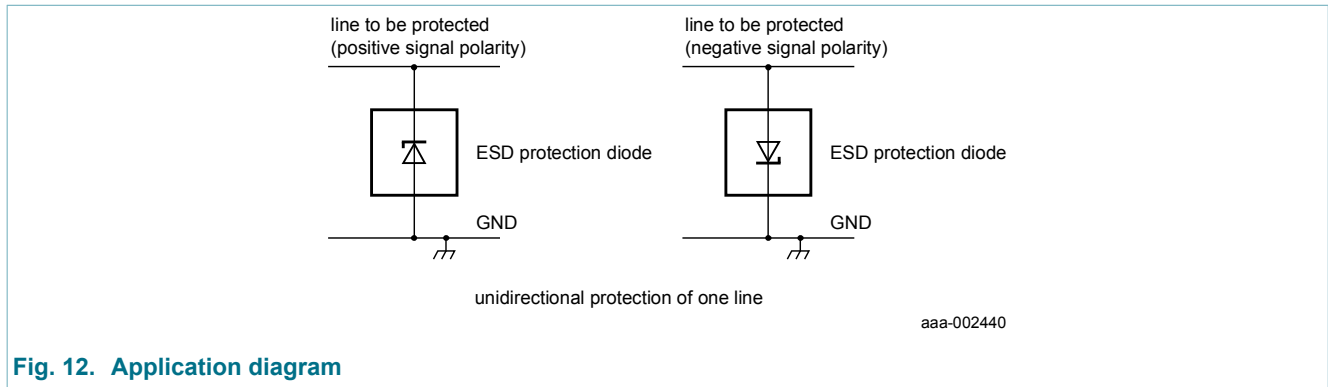 line to be protected
(positive signal polarity)
line to be protected
(negative signal polarity)
ESD protection diode
ESD protection diode
GND
GND
unidirectional protection of one line
aaa-002440
Fig. 12. Application diagram